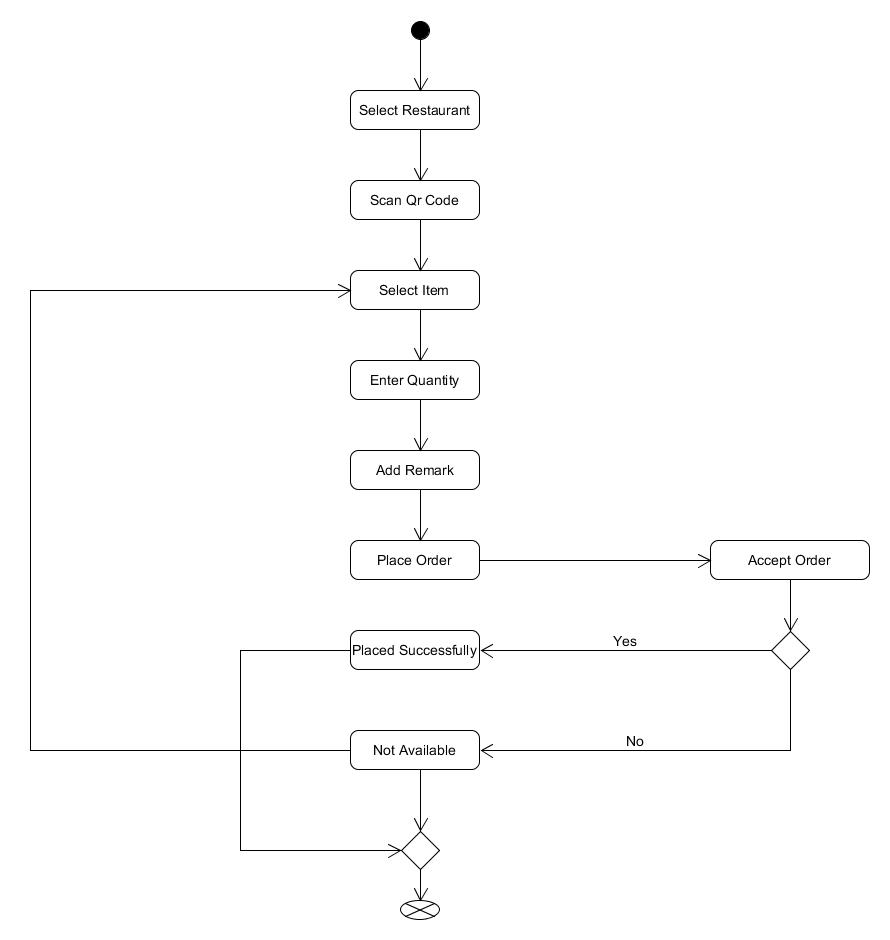 Select Restaurant
Scan Qr Code
Select Item
Enter Quantity
Add Remark
Place Order
Accept Order
Placed Successfully
Yes
Not Available
No